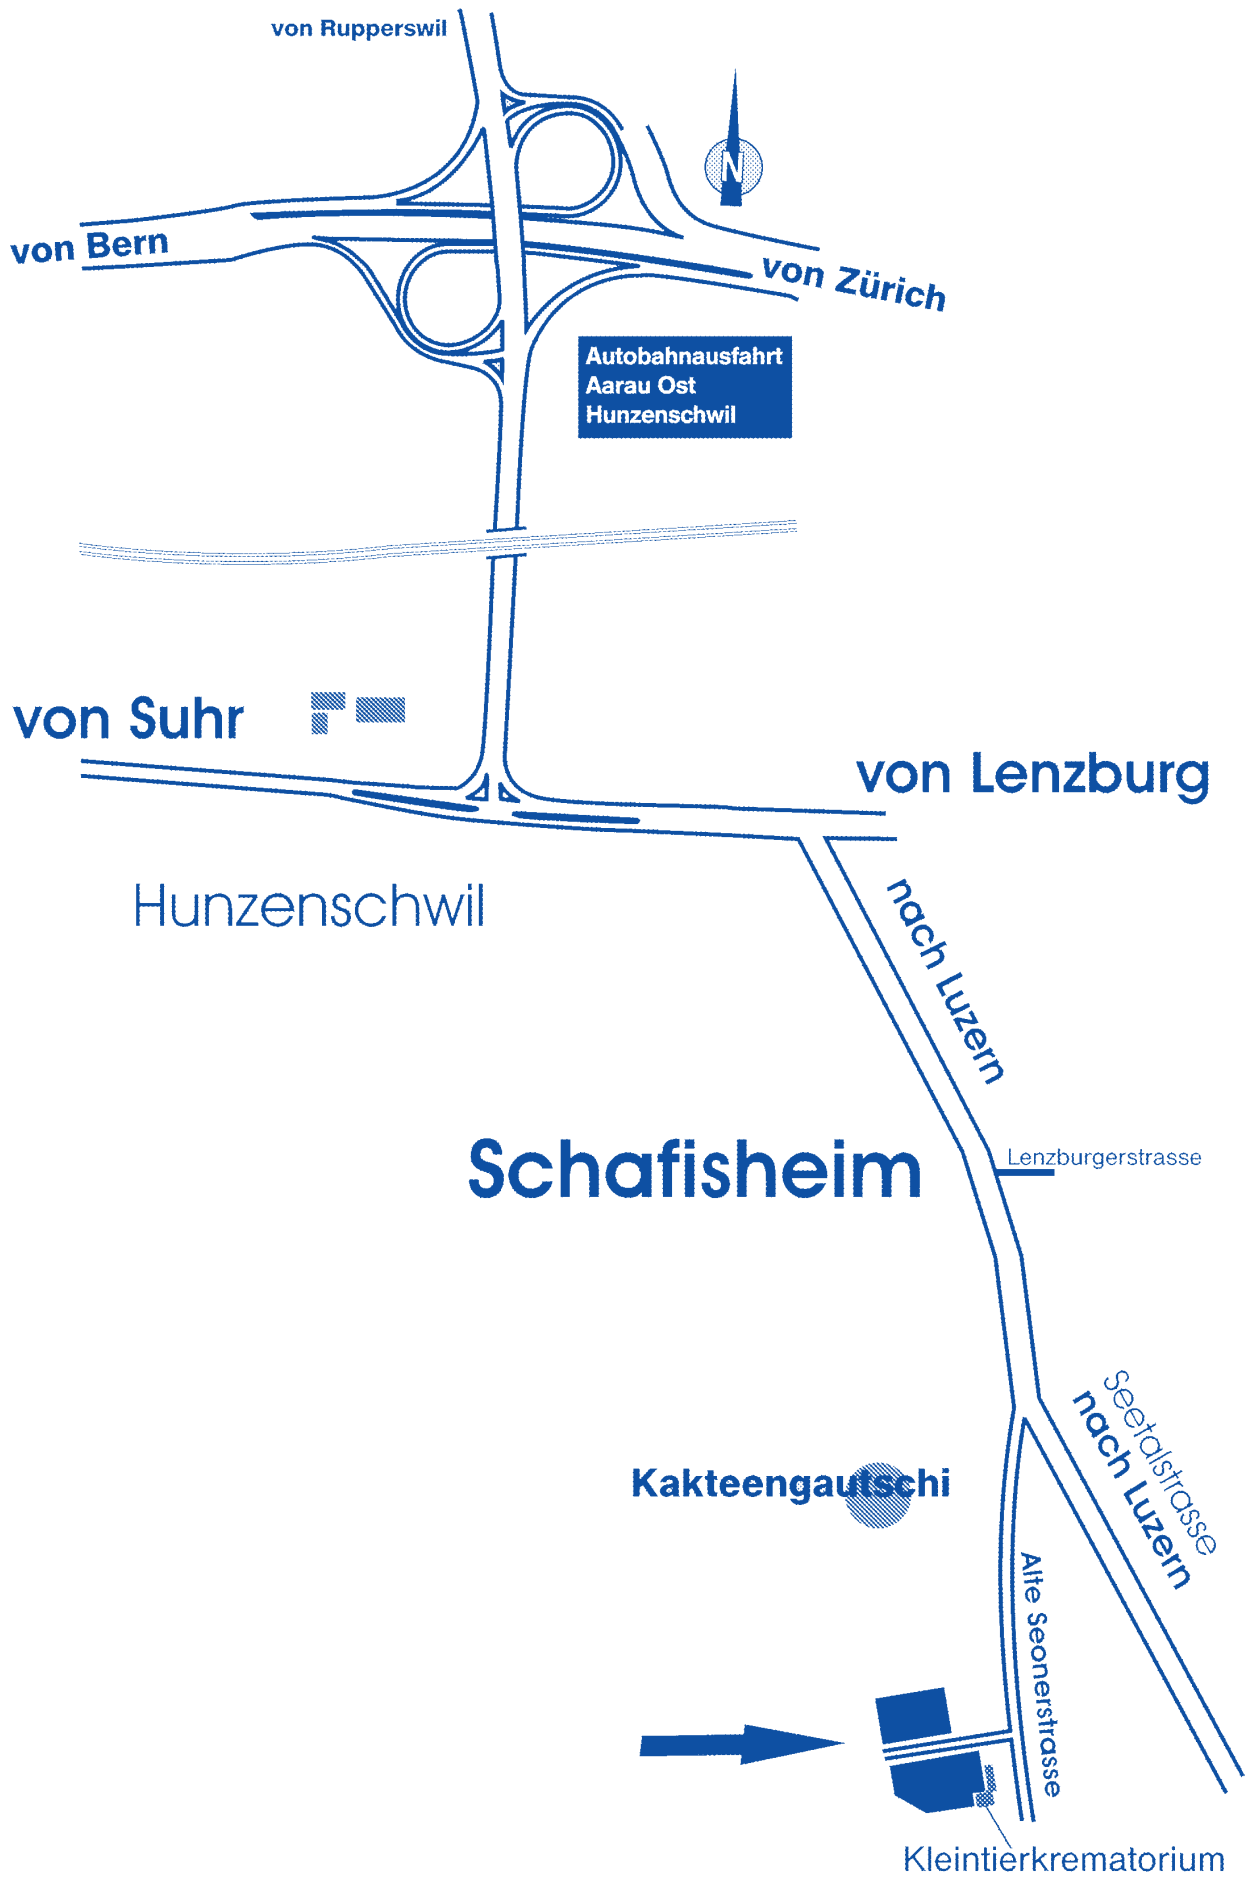 von Rupperswil
N
von Bern
von Zürich
Autobahnausfahrt
Aarau Ost
Hunzenschwil
von Suhr
von Lenzburg
Hunzenschwil
nach Luzern
Schafisheim
Lenzburgerstrasse
Seetalstrasse
nach Luzern
Kakteengautschi
Alte Seonerstrasse
Kleintierkrematorium